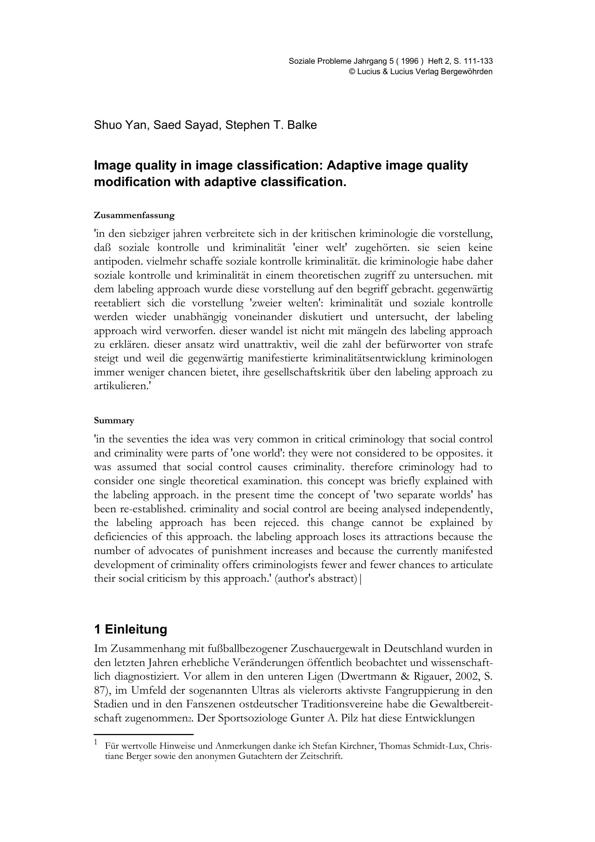 Soziale Probleme Jahrgang 5 ( 1996 ) Heft 2, S. 111-133
© Lucius & Lucius Verlag Bergewöhrden
Shuo Yan, Saed Sayad, Stephen T. Balke
Image quality in image classification: Adaptive image quality
modification with adaptive classification.
Zusammenfassung
'in den siebziger jahren verbreitete sich in der kritischen kriminologie die vorstellung,
daß soziale kontrolle und kriminalität 'einer welt' zugehörten. sie seien keine
antipoden. vielmehr schaffe soziale kontrolle kriminalität. die kriminologie habe daher
soziale kontrolle und kriminalität in einem theoretischen zugriff zu untersuchen. mit
dem labeling approach wurde diese vorstellung auf den begriff gebracht. gegenwärtig
reetabliert sich die vorstellung 'zweier welten': kriminalität und soziale kontrolle
werden wieder unabhängig voneinander diskutiert und untersucht, der labeling
approach wird verworfen. dieser wandel ist nicht mit mängeln des labeling approach
zu erklären. dieser ansatz wird unattraktiv, weil die zahl der befürworter von strafe
steigt und weil die gegenwärtig manifestierte kriminalitätsentwicklung kriminologen
immer weniger chancen bietet, ihre gesellschaftskritik über den labeling approach zu
artikulieren.'
Summary
'in the seventies the idea was very common in critical criminology that social control
and criminality were parts of 'one world': they were not considered to be opposites. it
was assumed that social control causes criminality. therefore criminology had to
consider one single theoretical examination. this concept was briefly explained with
the labeling approach. in the present time the concept of 'two separate worlds' has
been re-established. criminality and social control are beeing analysed independently,
the labeling approach has been rejeced. this change cannot be explained by
deficiencies of this approach. the labeling approach loses its attractions because the
number of advocates of punishment increases and because the currently manifested
development of criminality offers criminologists fewer and fewer chances to articulate
their social criticism by this approach.' (author's abstract)|
1 Einleitung
Im Zusammenhang mit fußballbezogener Zuschauergewalt in Deutschland wurden in
den letzten Jahren erhebliche Veränderungen öffentlich beobachtet und wissenschaft-
lich diagnostiziert. Vor allem in den unteren Ligen (Dwertmann & Rigauer, 2002, S.
87), im Umfeld der sogenannten Ultras als vielerorts aktivste Fangruppierung in den
Stadien und in den Fanszenen ostdeutscher Traditionsvereine habe die Gewaltbereit-
schaft zugenommen2. Der Sportsoziologe Gunter A. Pilz hat diese Entwicklungen
1 Für wertvolle Hinweise und Anmerkungen danke ich Stefan Kirchner, Thomas Schmidt-Lux, Chris-
tiane Berger sowie den anonymen Gutachtern der Zeitschrift.